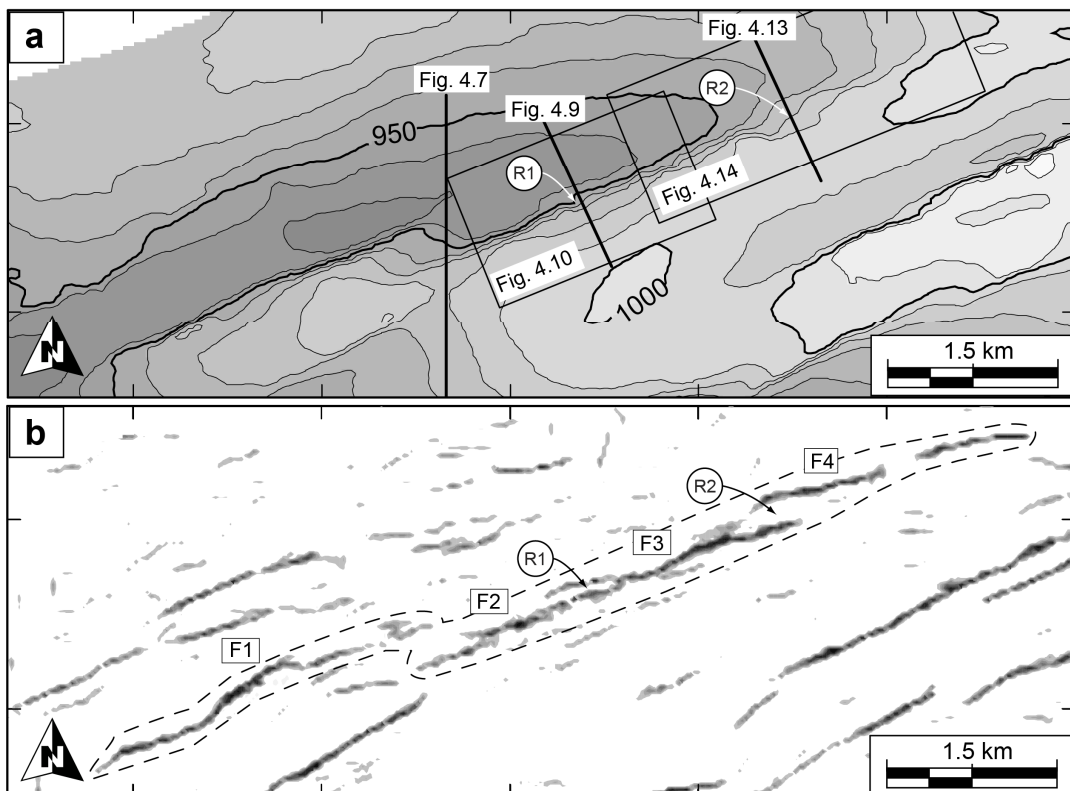 a
Fig. 4.13
Fig. 4.7
R2
Fig. 4.9
950
R1
Fig. 4.14
Fig. 4.10
1000
N
1.5 km
b
F4
R2
R1
F3
F2
F1
N
1.5 km